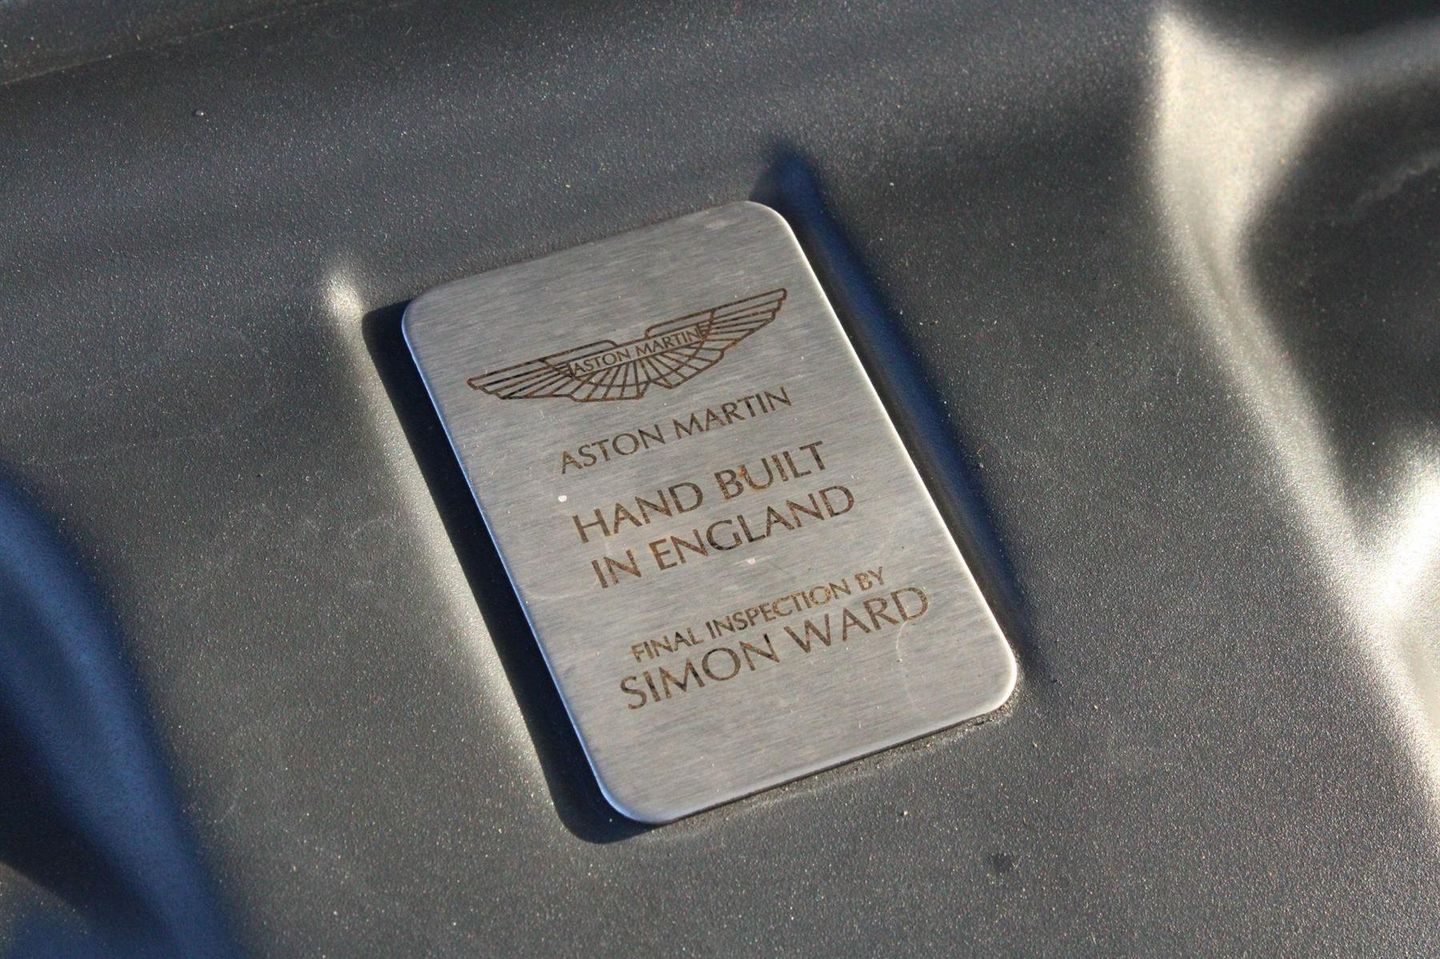 ASTON MARTIN
ASTON MARTIN
HAND BUILT
IN ENGLAND
FINAL INSPECTION BY
SIMON WARD